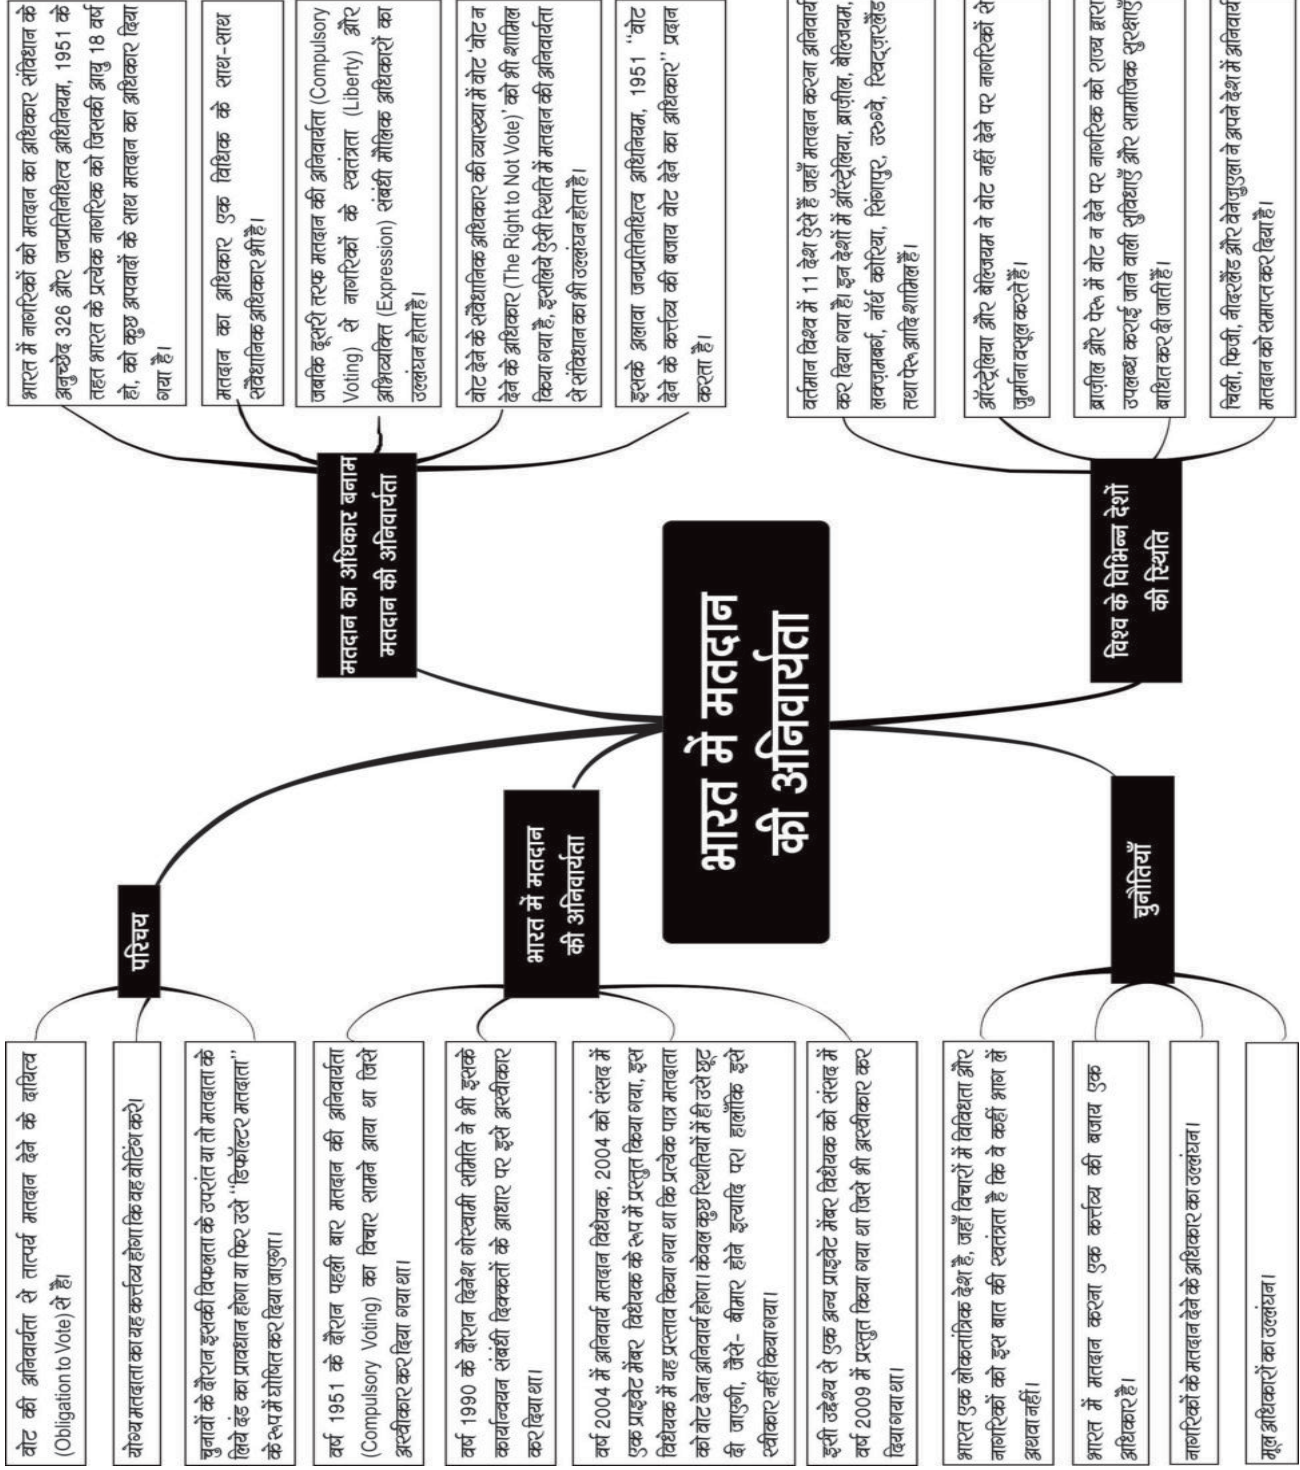 भारत में मतदान
की अनिवार्यता
परिचय
वोट की अनिवार्यता से तात्पर्य मतदान देने के दायित्व
(Obligation to Vote) से है।
योग्य मतदाता का यह कर्त्तव्य होगा कि वह वोटिंग करे।
चुनावों के दौरान इसकी विफलता के उपरांत या तो मतदाता के
लिये दंड का प्रावधान होगा या फिर उसे "डिफॉल्टर मतदाता"
के रूप में घोषित कर दिया जाएगा।
भारत में मतदान
की अनिवार्यता
वर्ष 1951 के दौरान पहली बार मतदान की अनिवार्यता
(Compulsory Voting) का विचार सामने आया था जिसे
अस्वीकार कर दिया गया था।
वर्ष 1990 के दौरान दिनेश गोस्वामी समिति ने भी इसके
कार्यान्वयन संबंधी दिक्कतों के आधार पर इसे अस्वीकार
कर दिया था।
वर्ष 2004 में अनिवार्य मतदान विधेयक, 2004 को संसद में
एक प्राइवेट मेंबर विधेयक के रूप में प्रस्तुत किया गया, इस
विधेयक में यह प्रस्ताव किया गया था कि प्रत्येक पात्र मतदाता
को वोट देना अनिवार्य होगा। केवल कुछ स्थितियों में ही उसे छूट
दी जाएगी, जैसे- बीमार होने इत्यादि पर। हालाँकि इसे
स्वीकार नहीं किया गया।
इसी उद्देश्य से एक अन्य प्राइवेट मेंबर विधेयक को संसद में
वर्ष 2009 में प्रस्तुत किया गया था जिसे भी अस्वीकार कर
दिया गया था।
चुनौतियाँ
भारत एक लोकतांत्रिक देश है, जहाँ विचारों में विविधता और
नागरिकों को इस बात की स्वतंत्रता है कि वे कहीं भाग लें
अथवा नहीं।
भारत में मतदान करना एक कर्त्तव्य की बजाय एक
अधिकार है।
नागरिकों के मतदान देने के अधिकार का उल्लंघन।
मूल अधिकारों का उल्लंघन।
मतदान का अधिकार बनाम
मतदान की अनिवार्यता
भारत में नागरिकों को मतदान का अधिकार संविधान के
अनुच्छेद 326 और जनप्रतिनिधित्व अधिनियम, 1951 के
तहत भारत के प्रत्येक नागरिक को जिसकी आयु 18 वर्ष
हो, को कुछ अपवादों के साथ मतदान का अधिकार दिया
गया है।
मतदान का अधिकार एक विधिक के साथ-साथ
संवैधानिक अधिकार भी है।
जबकि दूसरी तरफ मतदान की अनिवार्यता (Compulsory
Voting) से नागरिकों के स्वतंत्रता (Liberty) और
अभिव्यक्ति (Expression) संबंधी मौलिक अधिकारों का
उल्लंघन होता है।
वोट देने के संवैधानिक अधिकार की व्याख्या में वोट 'वोट न
देने के अधिकार (The Right to Not Vote)' को भी शामिल
किया गया है, इसलिये ऐसी स्थिति में मतदान की अनिवार्यता
से संविधान का भी उल्लंघन होता है।
इसके अलावा जनप्रतिनिधित्व अधिनियम, 1951 "वोट
देने के कर्त्तव्य की बजाय वोट देने का अधिकार" प्रदान
करता है।
विश्व के विभिन्न देशों
की स्थिति
वर्तमान विश्व में 11 देश ऐसे हैं जहाँ मतदान करना अनिवार्य
कर दिया गया है। इन देशों में ऑस्ट्रेलिया, ब्राज़ील, बेल्जियम,
लक्ज़मबर्ग, नॉर्थ कोरिया, सिंगापुर, उरुग्वे, स्विट्ज़रलैंड
तथा पेरू आदि शामिल हैं।
ऑस्ट्रेलिया और बेल्जियम ने वोट नहीं देने पर नागरिकों से
जुर्माना वसूल करते हैं।
ब्राज़ील और पेरू में वोट न देने पर नागरिक को राज्य द्वारा
उपलब्ध कराई जाने वाली सुविधाएँ और सामाजिक सुरक्षाएँ
बाधित कर दी जाती हैं।
चिली, फिजी, नीदरलैंड और वेनेज़ुएला ने अपने देश में अनिवार्य
मतदान को समाप्त कर दिया है।